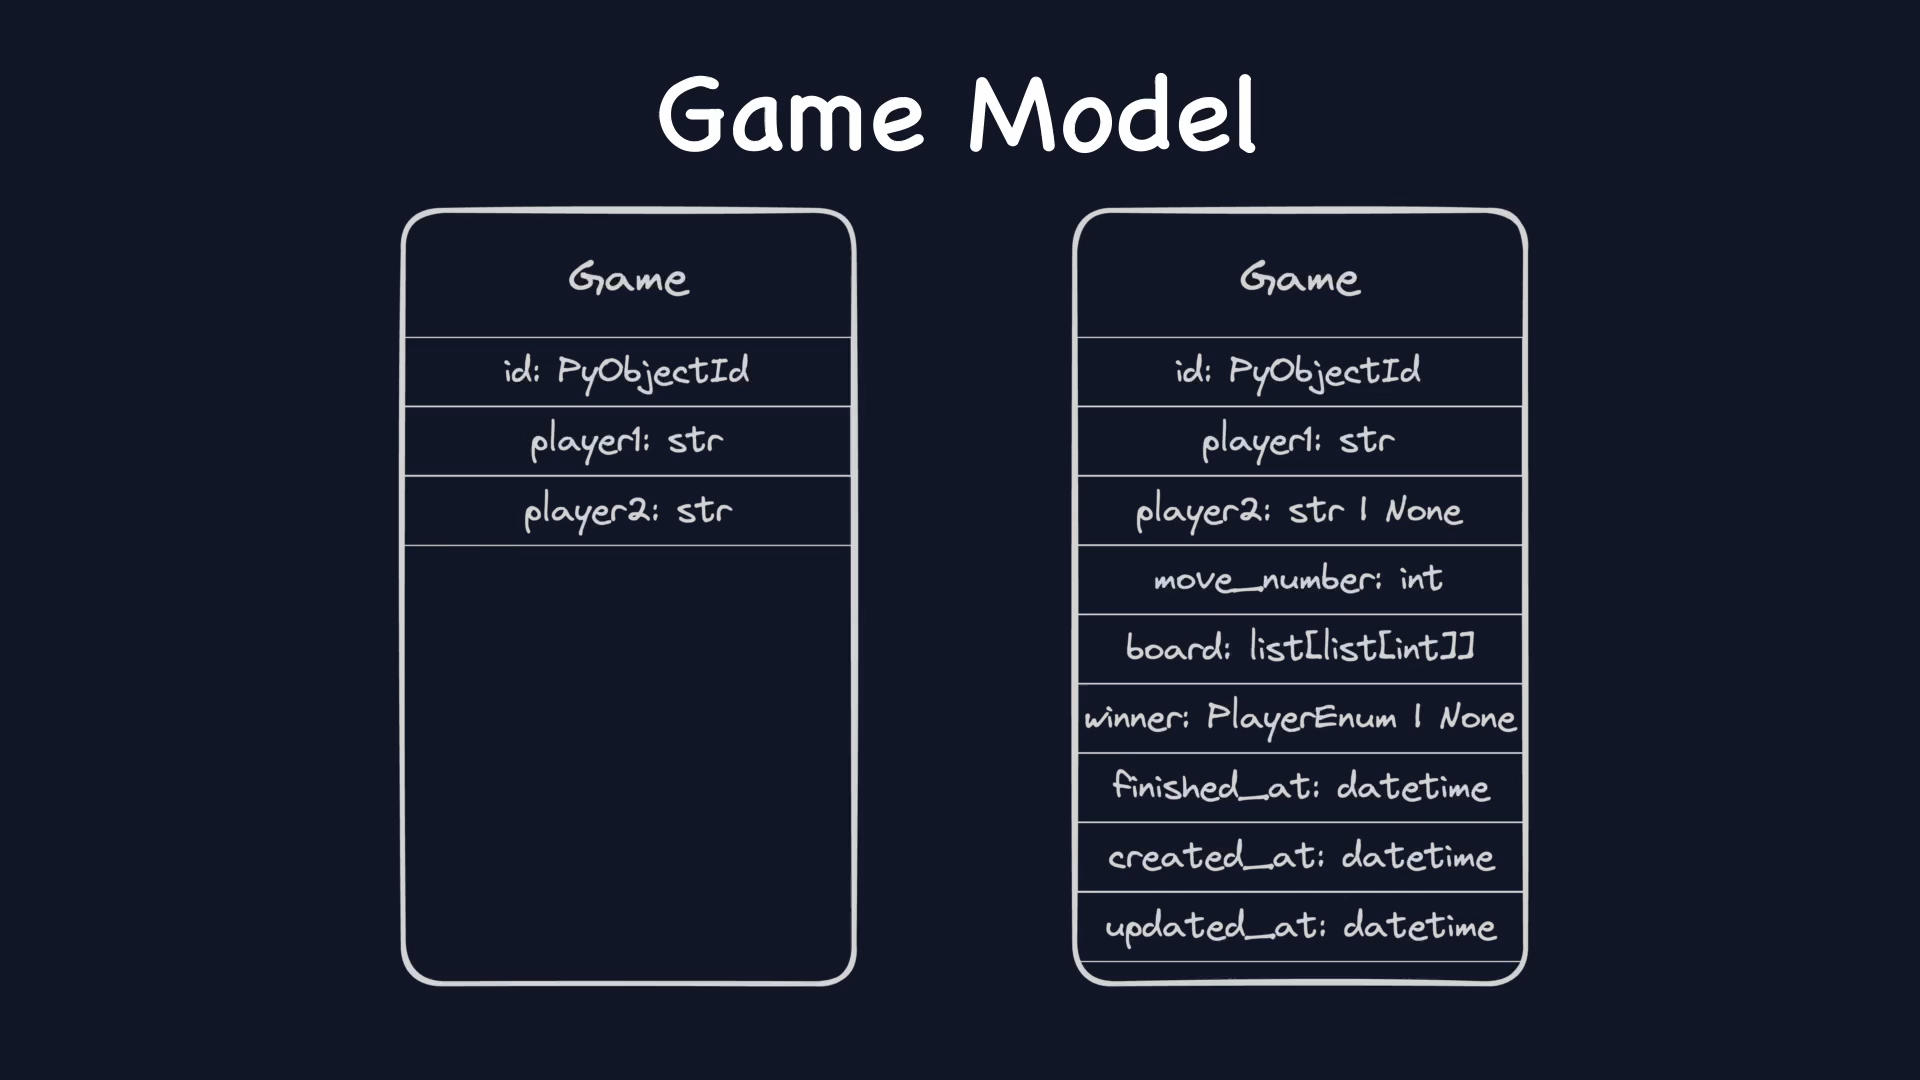 Game Model
Game
id: PyObjectId
player1: str
player2: str
Game
id: PyObjectId
player1: str
player2: str | None
move_number: int
board: list[list[int]]
winner: PlayerEnum | None
finished_at: datetime
created_at: datetime
updated_at: datetime